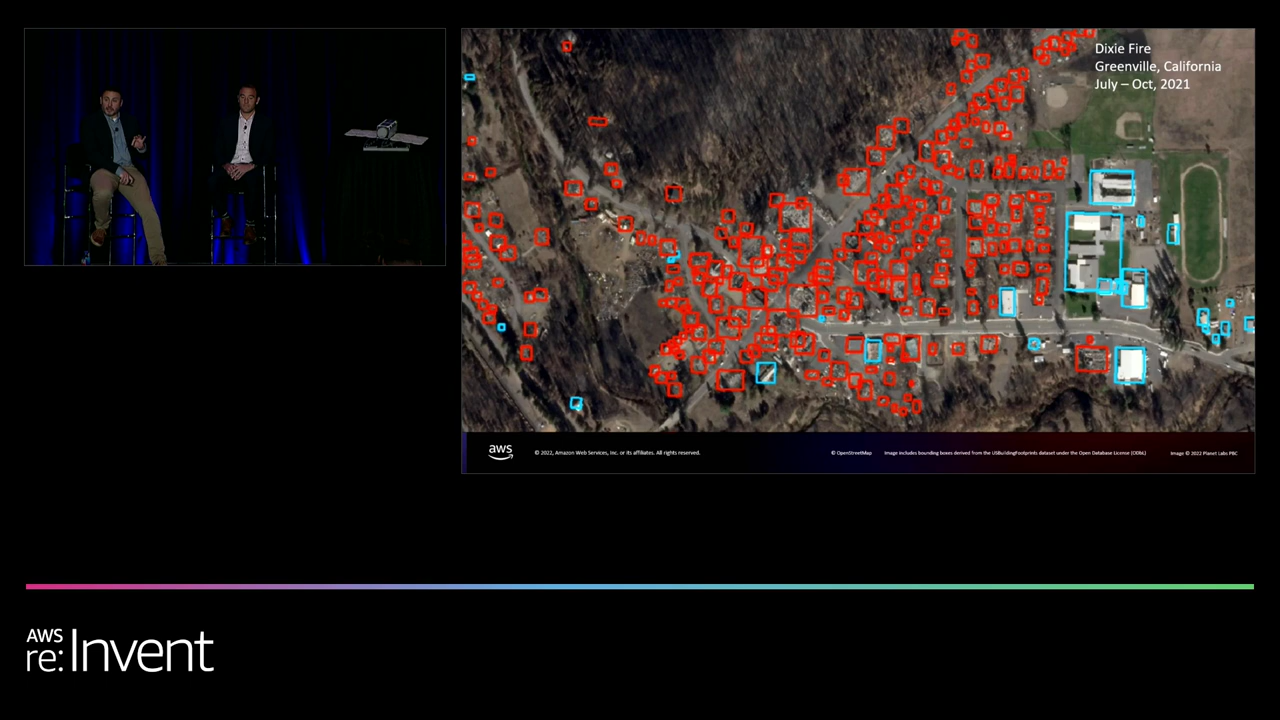 Dixie Fire
Greenville, California
July – Oct, 2021
aws
© 2022, Amazon Web Services, Inc. or its affiliates. All rights reserved.
© OpenStreetMap
Image includes bounding boxes derived from the USBuildingFootprints dataset under the Open Database License (ODbL)
Image © 2022 Planet Labs PBC
AWS
re:Invent